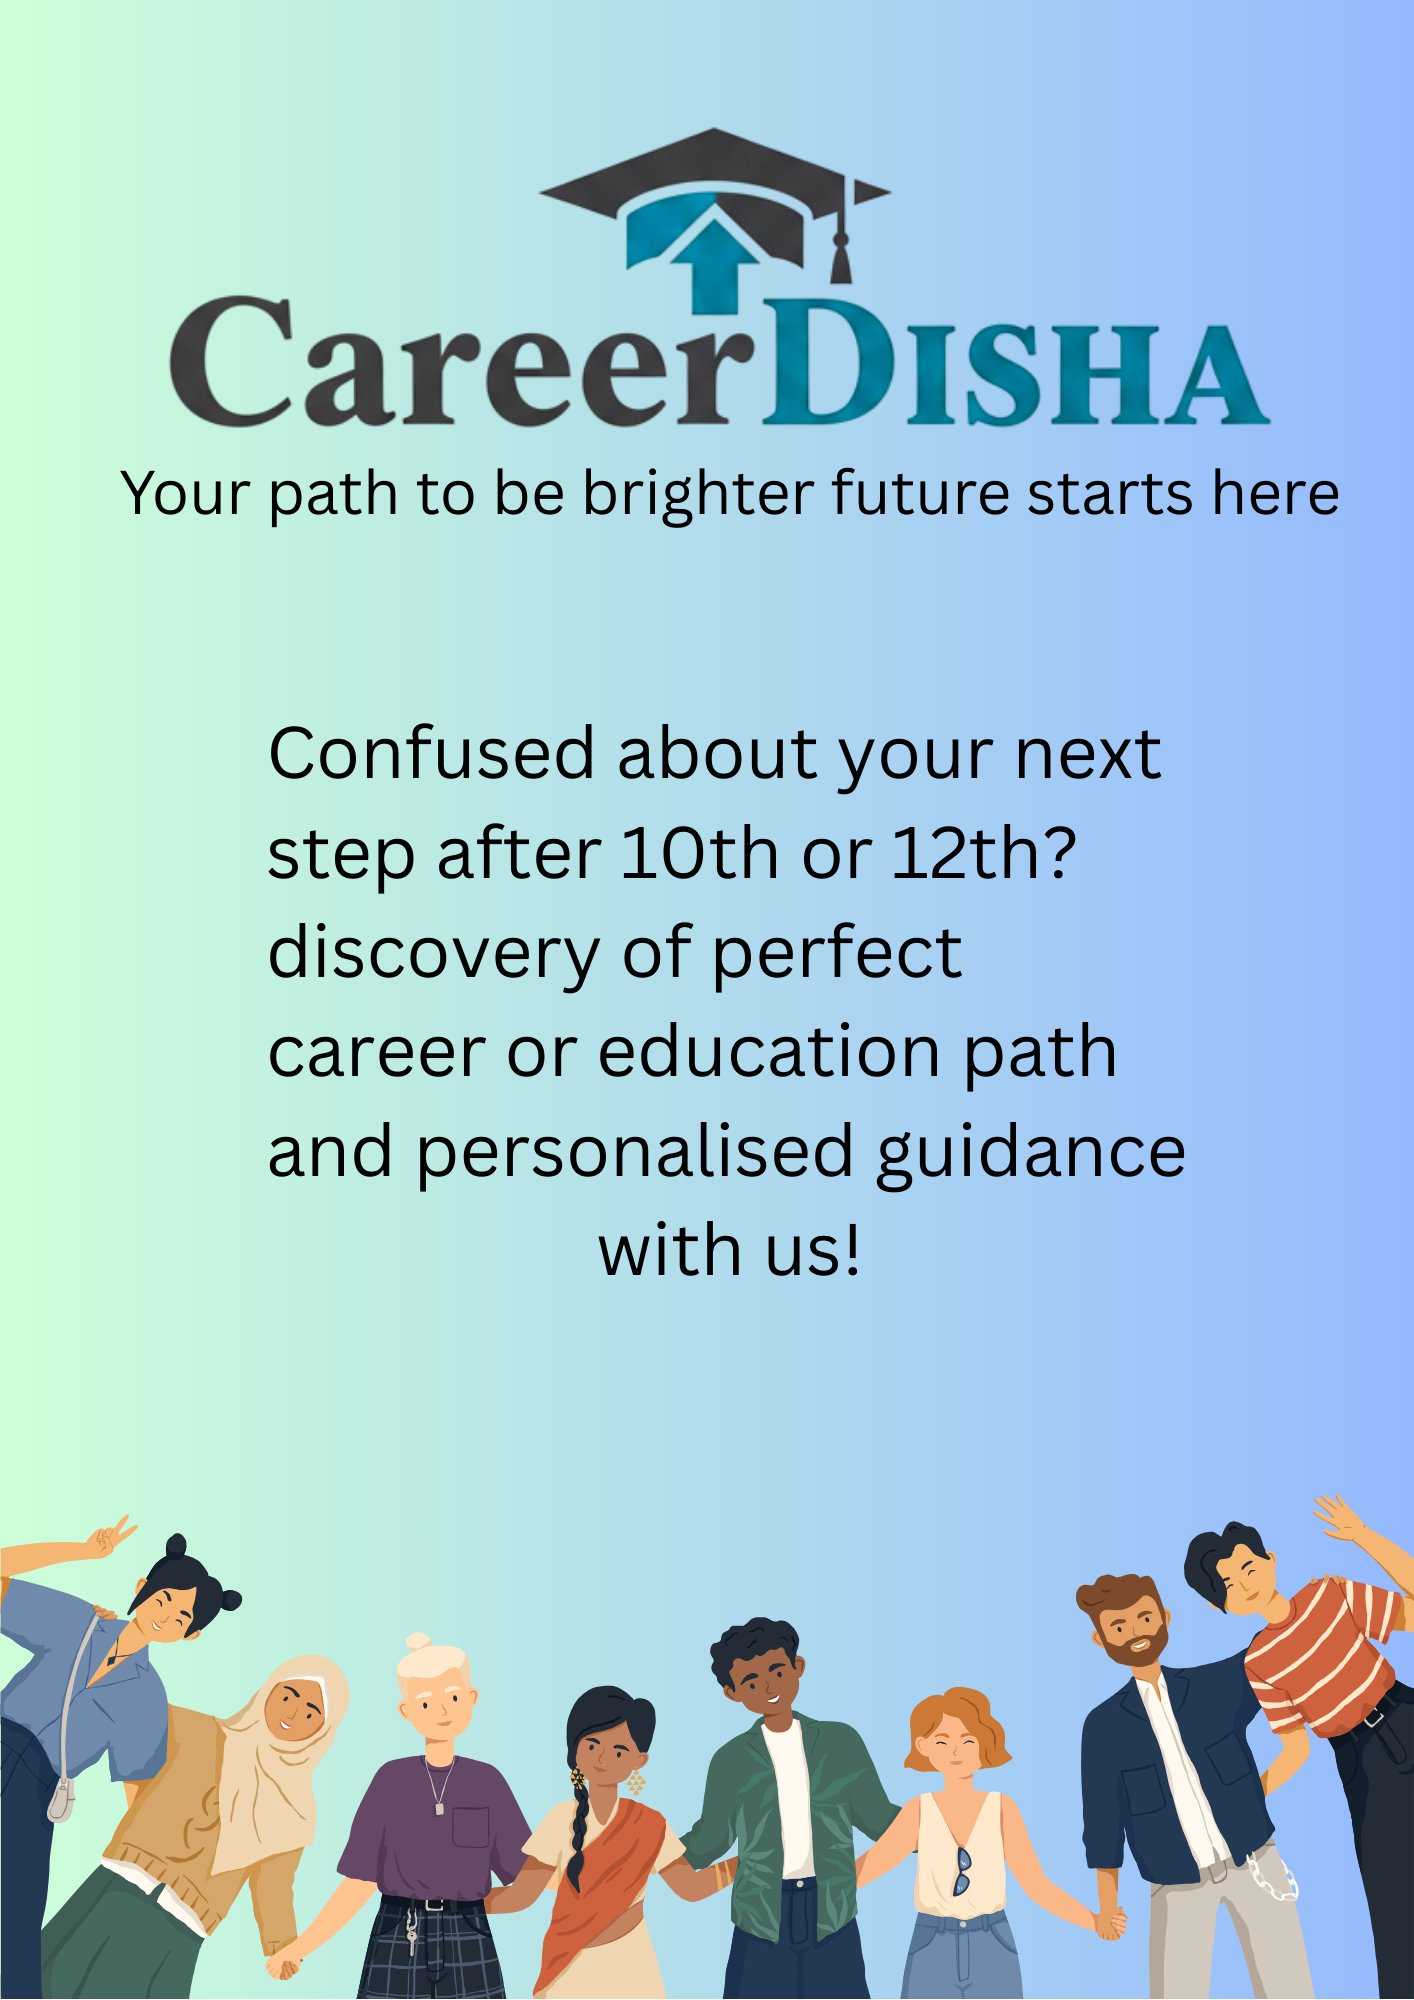 CareerDISHA
Your path to be brighter future starts here
Confused about your next
step after 10th or 12th?
discovery of perfect
career or education path
and personalised guidance
with us!